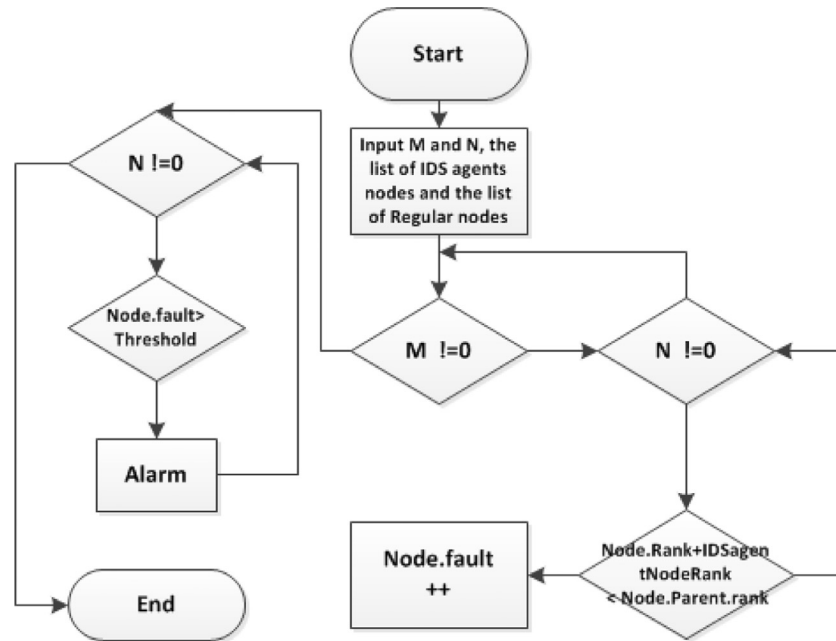 Start
Input M and N, the
list of IDS agents
nodes and the list
of Regular nodes
N !=0
Node.fault>
Threshold
M !=0
N !=0
Alarm
Node.fault
++
Node.Rank+IDSagen
tNodeRank
< Node.Parent.rank
End